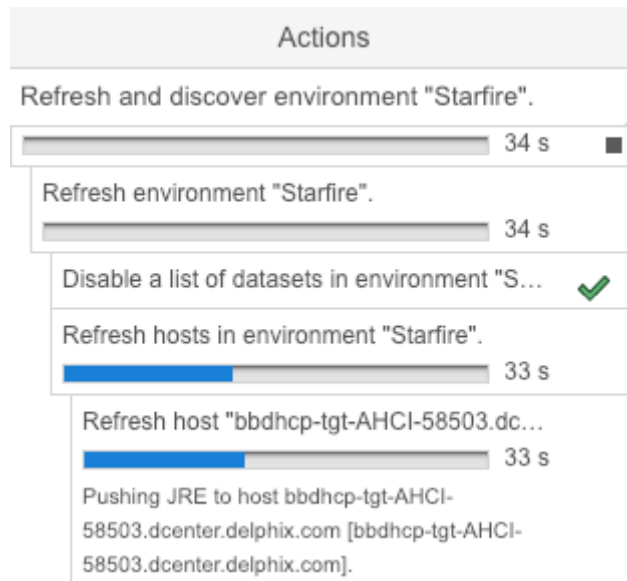 Actions
Refresh and discover environment "Starfire".
34 s
Refresh environment "Starfire".
34 s
Disable a list of datasets in environment "S...
Refresh hosts in environment "Starfire".
33 s
Refresh host "bbdhcp-tgt-AHCI-58503.dc...
33 s
Pushing JRE to host bbdhcp-tgt-AHCI-
58503.dcenter.delphix.com [bbdhcp-tgt-AHCI-
58503.dcenter.delphix.com].